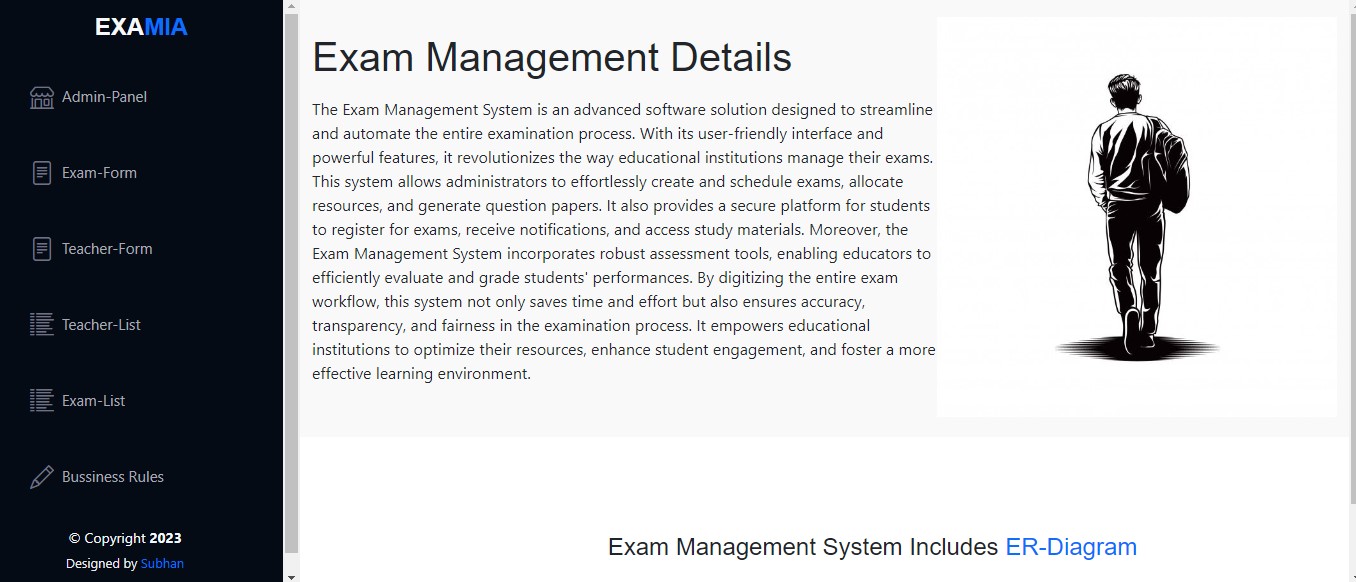 EXAMIA
Admin-Panel
Exam-Form
Teacher-Form
Teacher-List
Exam-List
Bussiness Rules
© Copyright 2023
Designed by Subhan
Exam Management Details
The Exam Management System is an advanced software solution designed to streamline
and automate the entire examination process. With its user-friendly interface and
powerful features, it revolutionizes the way educational institutions manage their exams.
This system allows administrators to effortlessly create and schedule exams, allocate
resources, and generate question papers. It also provides a secure platform for students
to register for exams, receive notifications, and access study materials. Moreover, the
Exam Management System incorporates robust assessment tools, enabling educators to
efficiently evaluate and grade students' performances. By digitizing the entire exam
workflow, this system not only saves time and effort but also ensures accuracy,
transparency, and fairness in the examination process. It empowers educational
institutions to optimize their resources, enhance student engagement, and foster a more
effective learning environment.
Exam Management System Includes ER-Diagram